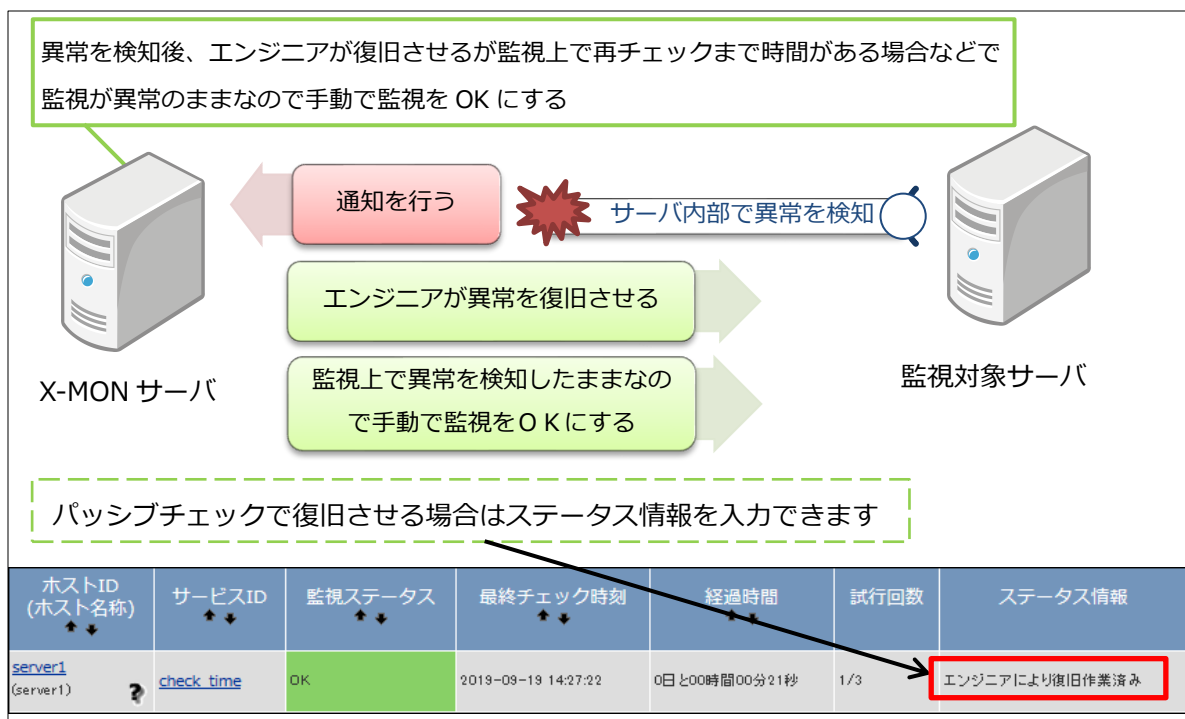 異常を検知後、エンジニアが復旧させるが監視上で再チェックまで時間がある場合などで
監視が異常のままなので手動で監視を OK にする
通知を行う
サーバ内部で異常を検知
エンジニアが異常を復旧させる
監視上で異常を検知したままなの
で手動で監視をＯＫにする
X-MON サーバ
監視対象サーバ
パッシブチェックで復旧させる場合はステータス情報を入力できます
ホストID
(ホスト名称)
サービスID
監視ステータス
最終チェック時刻
経過時間
試行回数
ステータス情報
server1
(server1)
?
check_time
OK
2019-09-19 14:27:22
0日と00時間00分21秒
1/3
エンジニアにより復旧作業済み